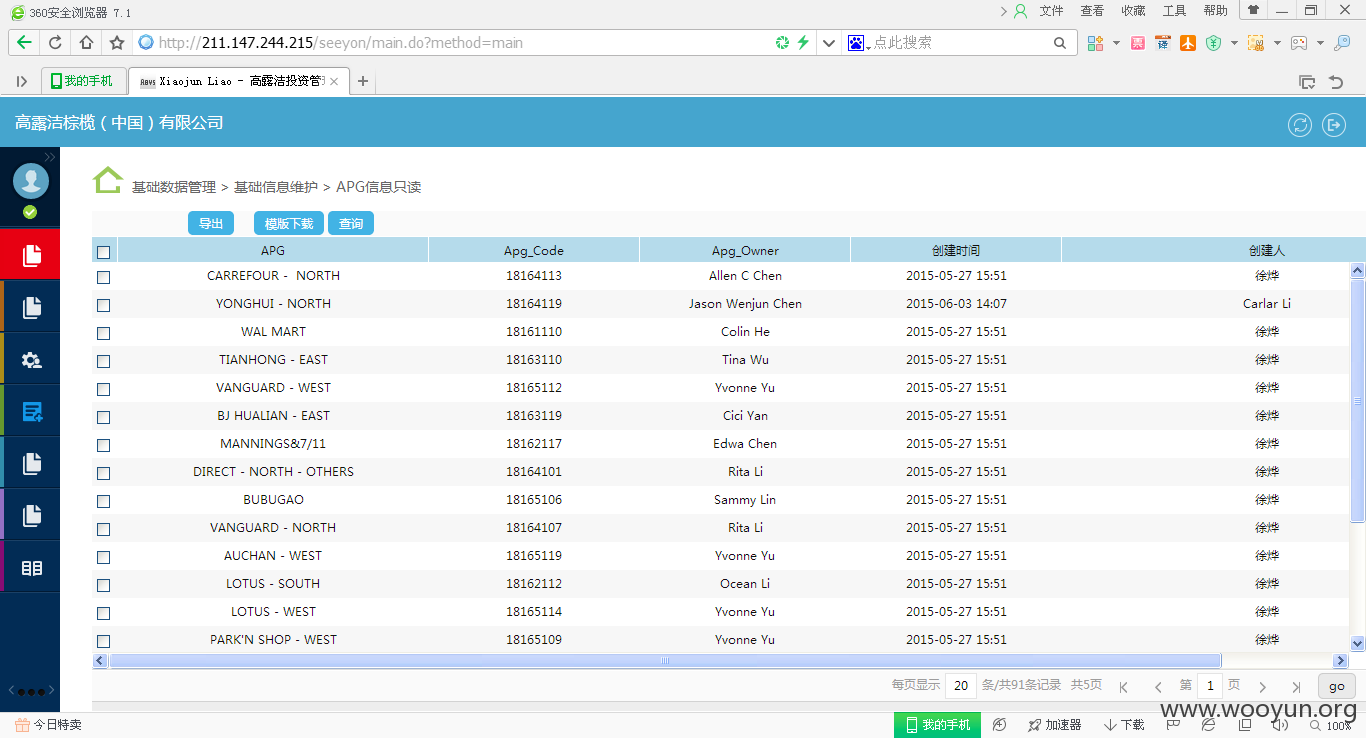 360安全浏览器 7.1
文件 查看 收藏 工具 帮助
http://211.147.244.215/seeyon/main.do?method=main
点此搜索
我的手机
Xiaojun Liao - 高露洁投资管
高露洁棕榄（中国）有限公司
基础数据管理 > 基础信息维护 > APG信息只读
导出 模版下载 查询
APG Apg_Code Apg_Owner 创建时间 创建人
CARREFOUR - NORTH 18164113 Allen C Chen 2015-05-27 15:51 徐烨
YONGHUI - NORTH 18164119 Jason Wenjun Chen 2015-06-03 14:07 Carlar Li
WAL MART 18161110 Colin He 2015-05-27 15:51 徐烨
TIANHONG - EAST 18163110 Tina Wu 2015-05-27 15:51 徐烨
VANGUARD - WEST 18165112 Yvonne Yu 2015-05-27 15:51 徐烨
BJ HUALIAN - EAST 18163119 Cici Yan 2015-05-27 15:51 徐烨
MANNINGS&7/11 18162117 Edwa Chen 2015-05-27 15:51 徐烨
DIRECT - NORTH - OTHERS 18164101 Rita Li 2015-05-27 15:51 徐烨
BUBUGAO 18165106 Sammy Lin 2015-05-27 15:51 徐烨
VANGUARD - NORTH 18164107 Rita Li 2015-05-27 15:51 徐烨
AUCHAN - WEST 18165119 Yvonne Yu 2015-05-27 15:51 徐烨
LOTUS - SOUTH 18162112 Ocean Li 2015-05-27 15:51 徐烨
LOTUS - WEST 18165114 Yvonne Yu 2015-05-27 15:51 徐烨
PARK'N SHOP - WEST 18165109 Yvonne Yu 2015-05-27 15:51 徐烨
每页显示 20 条/共91条记录 共5页 第 1 页 go
www.wooyun.org
今日特卖 我的手机 加速器 下载 100%